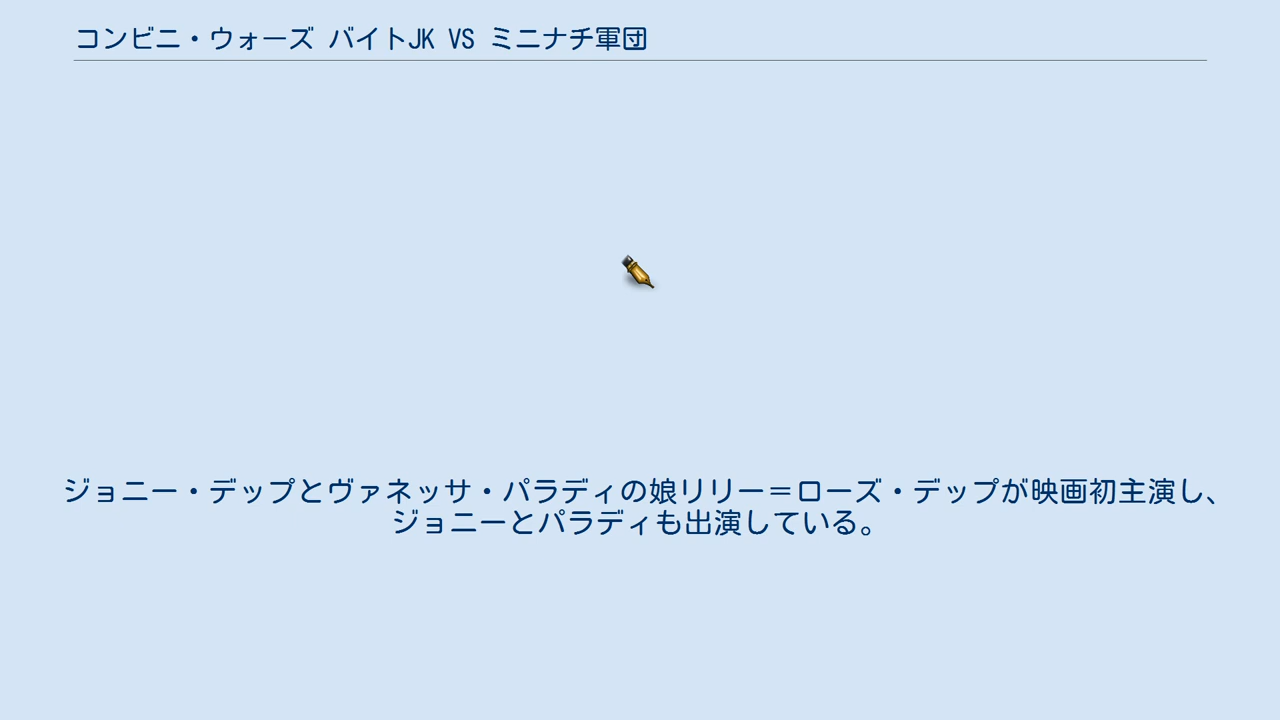 コンビニ・ウォーズ バイトJK VS ミニナチ軍団
ジョニー・デップとヴァネッサ・パラディの娘リリー＝ローズ・デップが映画初主演し、
ジョニーとパラディも出演している。